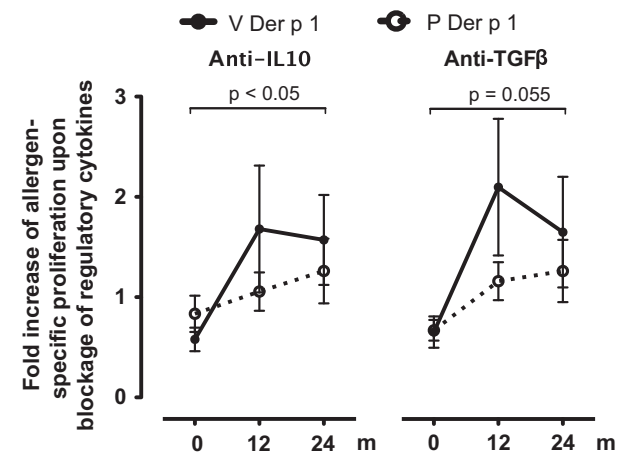 V Der p 1
P Der p 1
Anti-IL10
Anti-TGFβ
Fold increase of allergen-
specific proliferation upon
blockage of regulatory cytokines
3
2
1
0
p < 0.05
p = 0.055
0 12 24 m
0 12 24 m